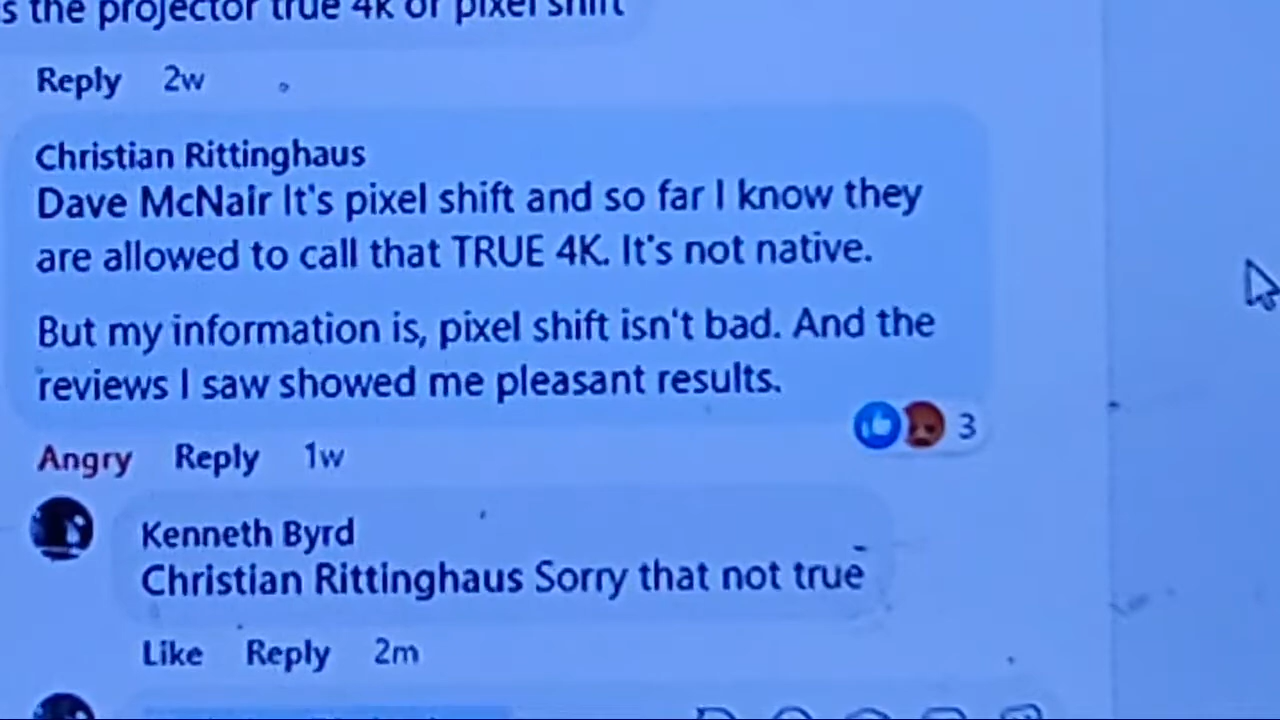 s the projector true 4k or pixel shift
Reply 2w
Christian Rittinghaus
Dave McNair It's pixel shift and so far I know they
are allowed to call that TRUE 4K. It's not native.
But my information is, pixel shift isn't bad. And the
reviews I saw showed me pleasant results.
3
Angry Reply 1w
Kenneth Byrd
Christian Rittinghaus Sorry that not true
Like Reply 2m